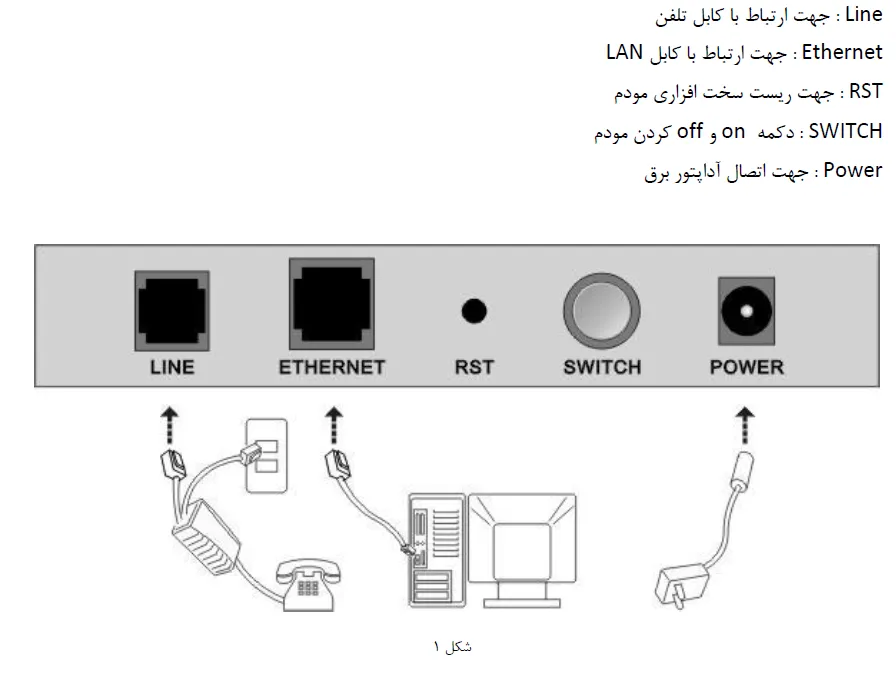 Line : جهت ارتباط با کابل تلفن
Ethernet : جهت ارتباط با کابل LAN
RST : جهت ریست سخت افزاری مودم
SWITCH : دکمه on و off کردن مودم
Power : جهت اتصال آداپتور برق
LINE ETHERNET RST SWITCH POWER
شکل ۱